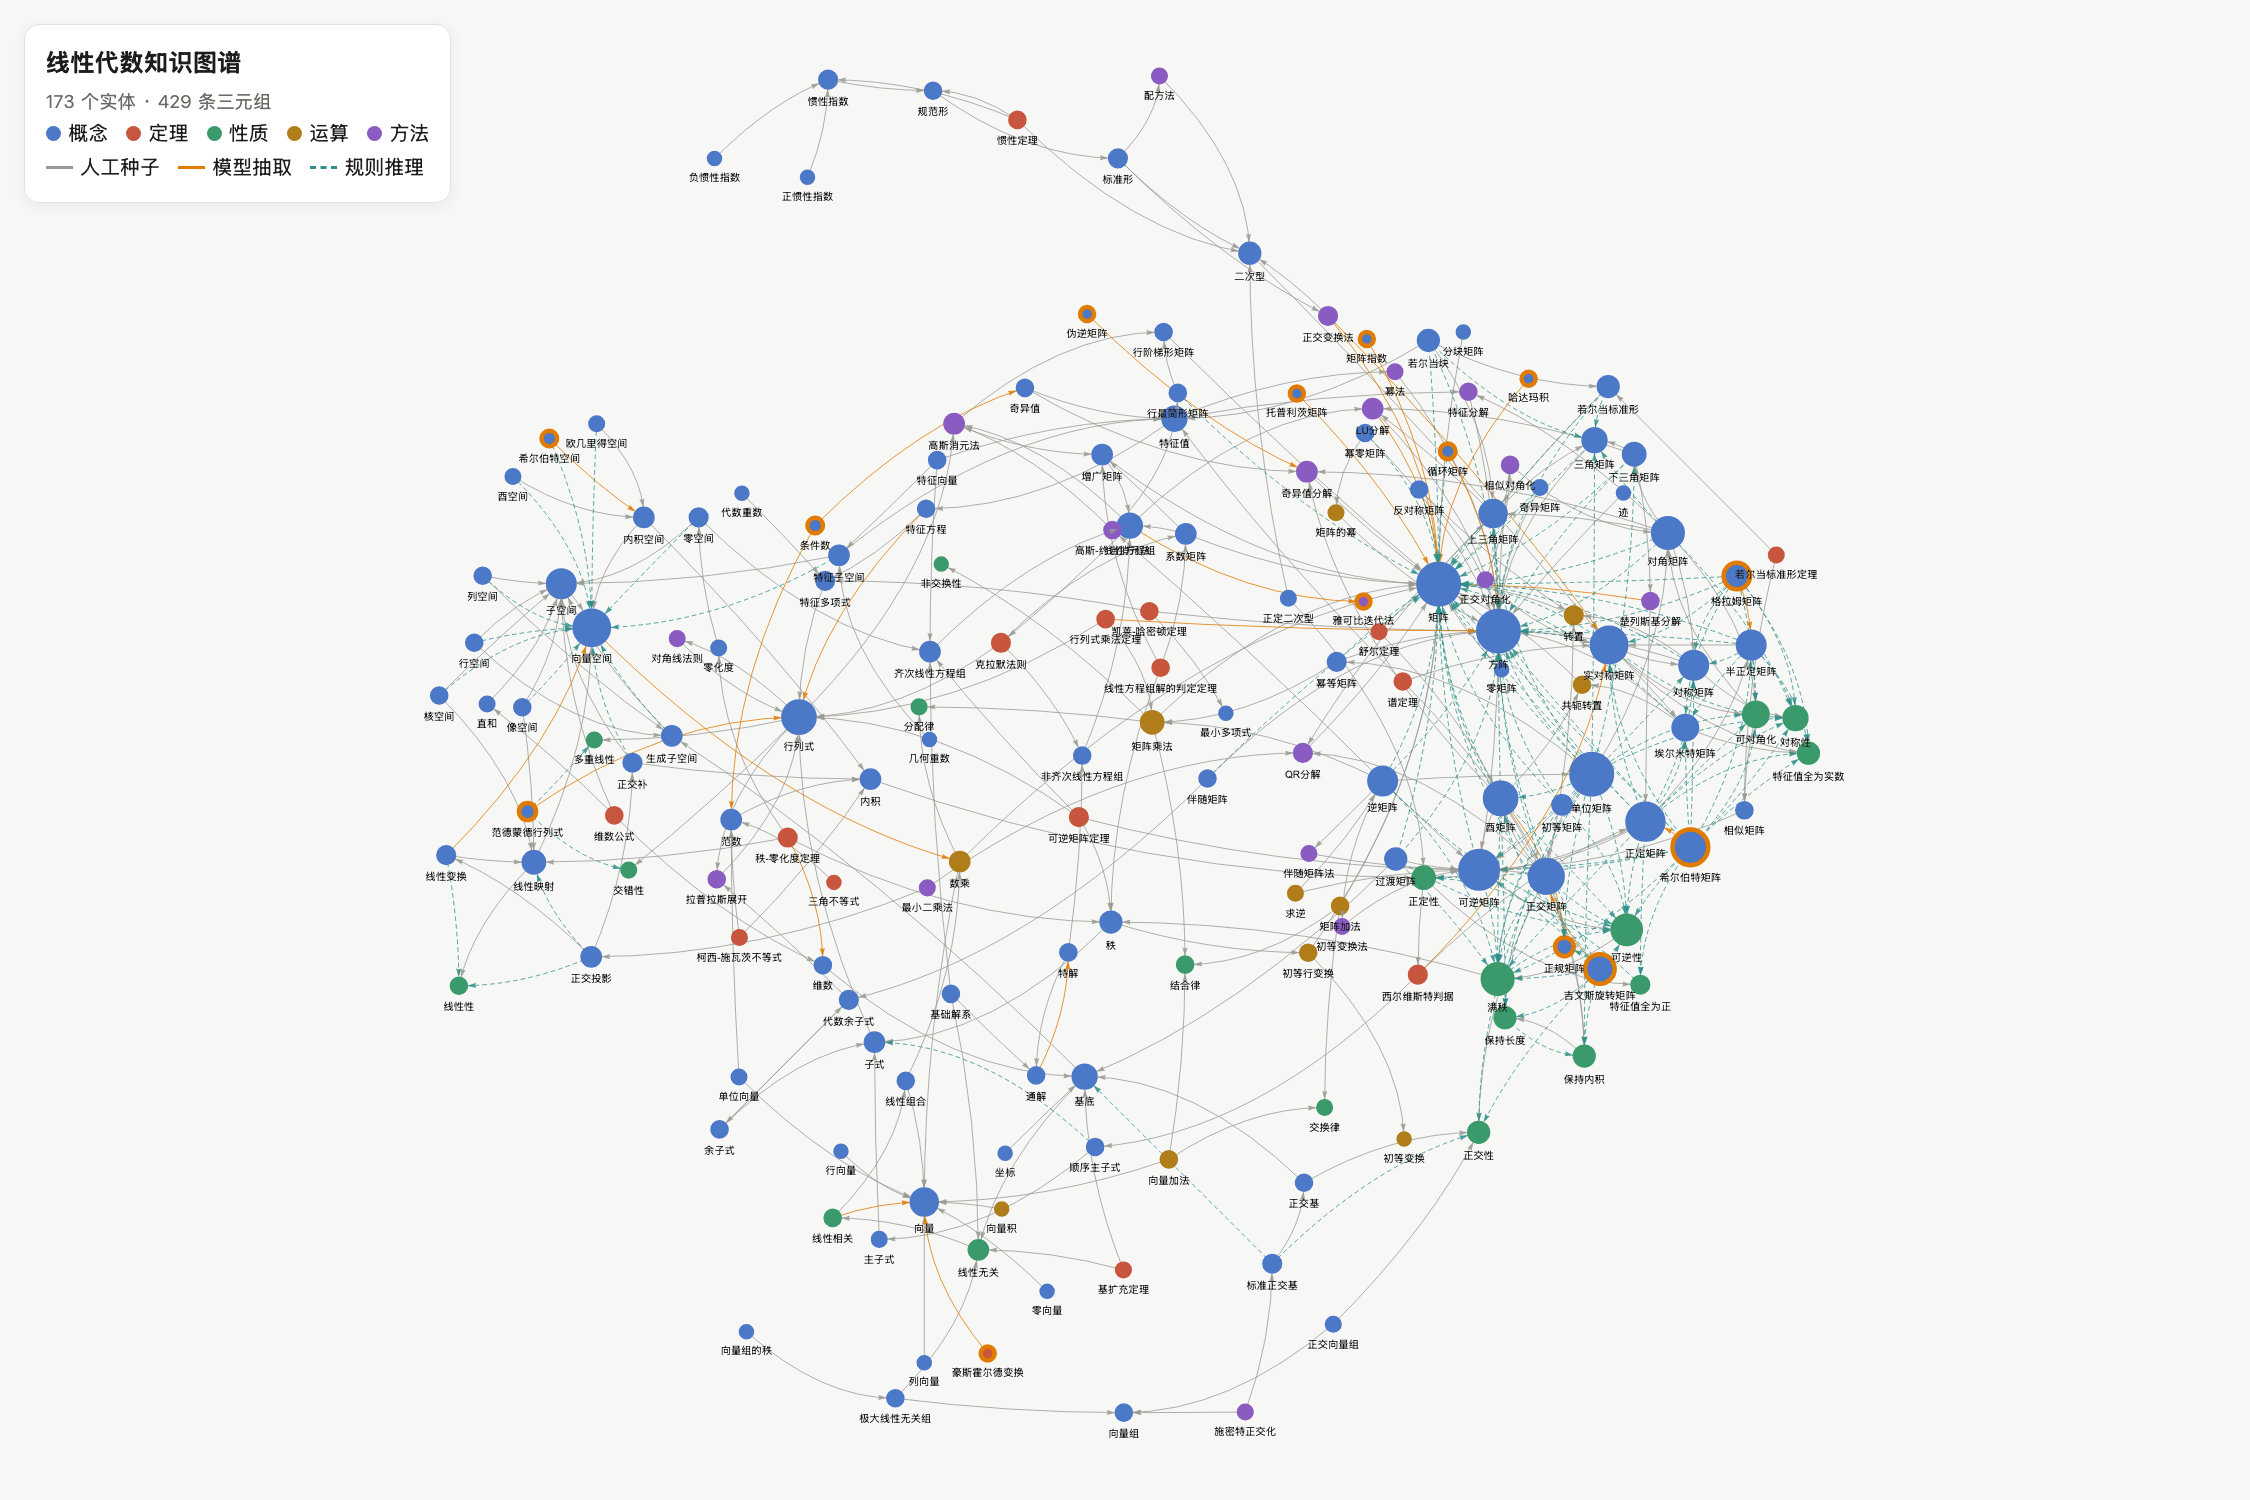 线性代数知识图谱
173 个实体 · 429 条三元组
概念 定理 性质 运算 方法
人工种子 模型抽取 规则推理
惯性指数
规范形
配方法
惯性定理
负惯性指数
正惯性指数
标准形
二次型
伪逆矩阵
正交变换法
行阶梯形矩阵
矩阵指数
若尔当块
分块矩阵
幂法
哈达玛积
奇异值
行最简形矩阵
托普利茨矩阵
特征分解
若尔当标准形
欧几里得空间
希尔伯特空间
高斯消元法
特征值
LU分解
幂零矩阵
三角矩阵
下三角矩阵
酉空间
特征向量
增广矩阵
奇异值分解
循环矩阵
相似对角化
奇异矩阵
迹
代数重数
内积空间
零空间
特征方程
条件数
矩阵的幂
反对称矩阵
上三角矩阵
特征子空间
非交换性
线性方程组
系数矩阵
对角矩阵
若尔当标准形定理
列空间
子空间
特征多项式
正定二次型
雅可比迭代法
矩阵
正交对角化
格拉姆矩阵
行空间
向量空间
对角线法则
零化度
齐次线性方程组
克拉默法则
行列式乘法定理
凯莱-哈密顿定理
舒尔定理
方阵
转置
楚列斯基分解
实对称矩阵
半正定矩阵
线性方程组解的判定定理
幂等矩阵
谱定理
零矩阵
共轭转置
对称矩阵
核空间
直和
像空间
多重线性
生成子空间
行列式
分配律
几何重数
矩阵乘法
最小多项式
埃尔米特矩阵
可对角化
对称性
特征值全为实数
正交补
内积
非齐次线性方程组
伴随矩阵
QR分解
逆矩阵
酉矩阵
初等矩阵
单位矩阵
相似矩阵
范德蒙德行列式
维数公式
范数
秩-零化度定理
可逆矩阵定理
正定矩阵
希尔伯特矩阵
线性变换
线性映射
交错性
拉普拉斯展开
三角不等式
最小二乘法
数乘
伴随矩阵法
过渡矩阵
求逆
正定性
可逆矩阵
正交矩阵
柯西-施瓦茨不等式
秩
矩阵加法
初等变换法
可逆性
正交投影
线性性
维数
特解
结合律
初等行变换
西尔维斯特判据
正规矩阵
吉文斯旋转矩阵
特征值全为正
满秩
代数余子式
基础解系
保持长度
子式
保持内积
单位向量
线性组合
通解
基底
余子式
交换律
行向量
坐标
顺序主子式
向量加法
初等变换
正交性
正交基
线性相关
向量
向量积
主子式
线性无关
基扩充定理
标准正交基
零向量
向量组的秩
列向量
豪斯霍尔德变换
正交向量组
极大线性无关组
向量组
施密特正交化